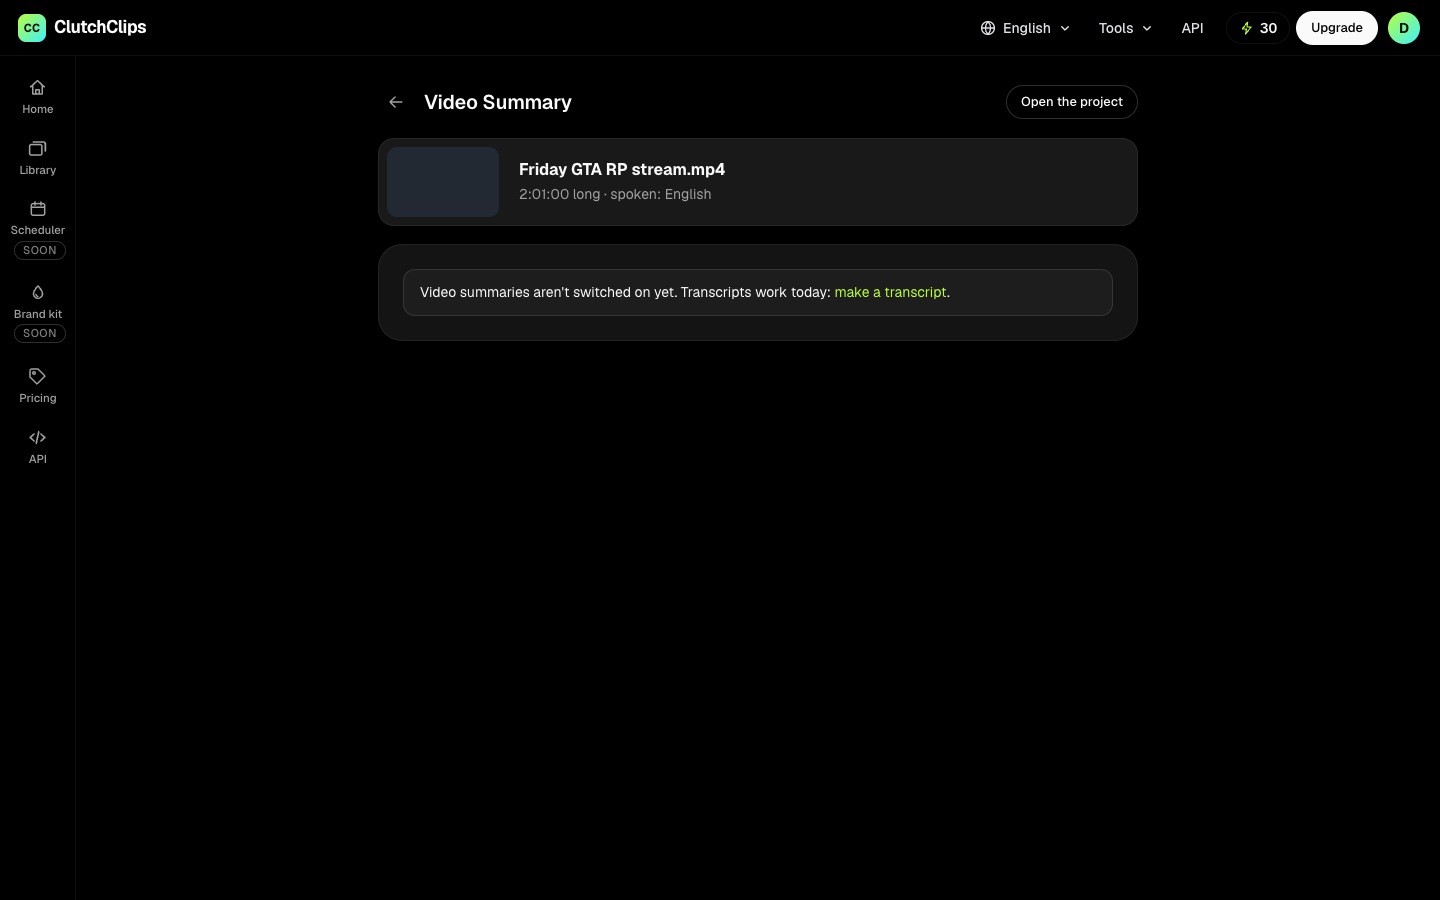 CC ClutchClips
English
Tools
API
30
Upgrade
D
Home
Library
Scheduler
SOON
Brand kit
SOON
Pricing
API
Video Summary
Open the project
Friday GTA RP stream.mp4
2:01:00 long · spoken: English
Video summaries aren't switched on yet. Transcripts work today: make a transcript.